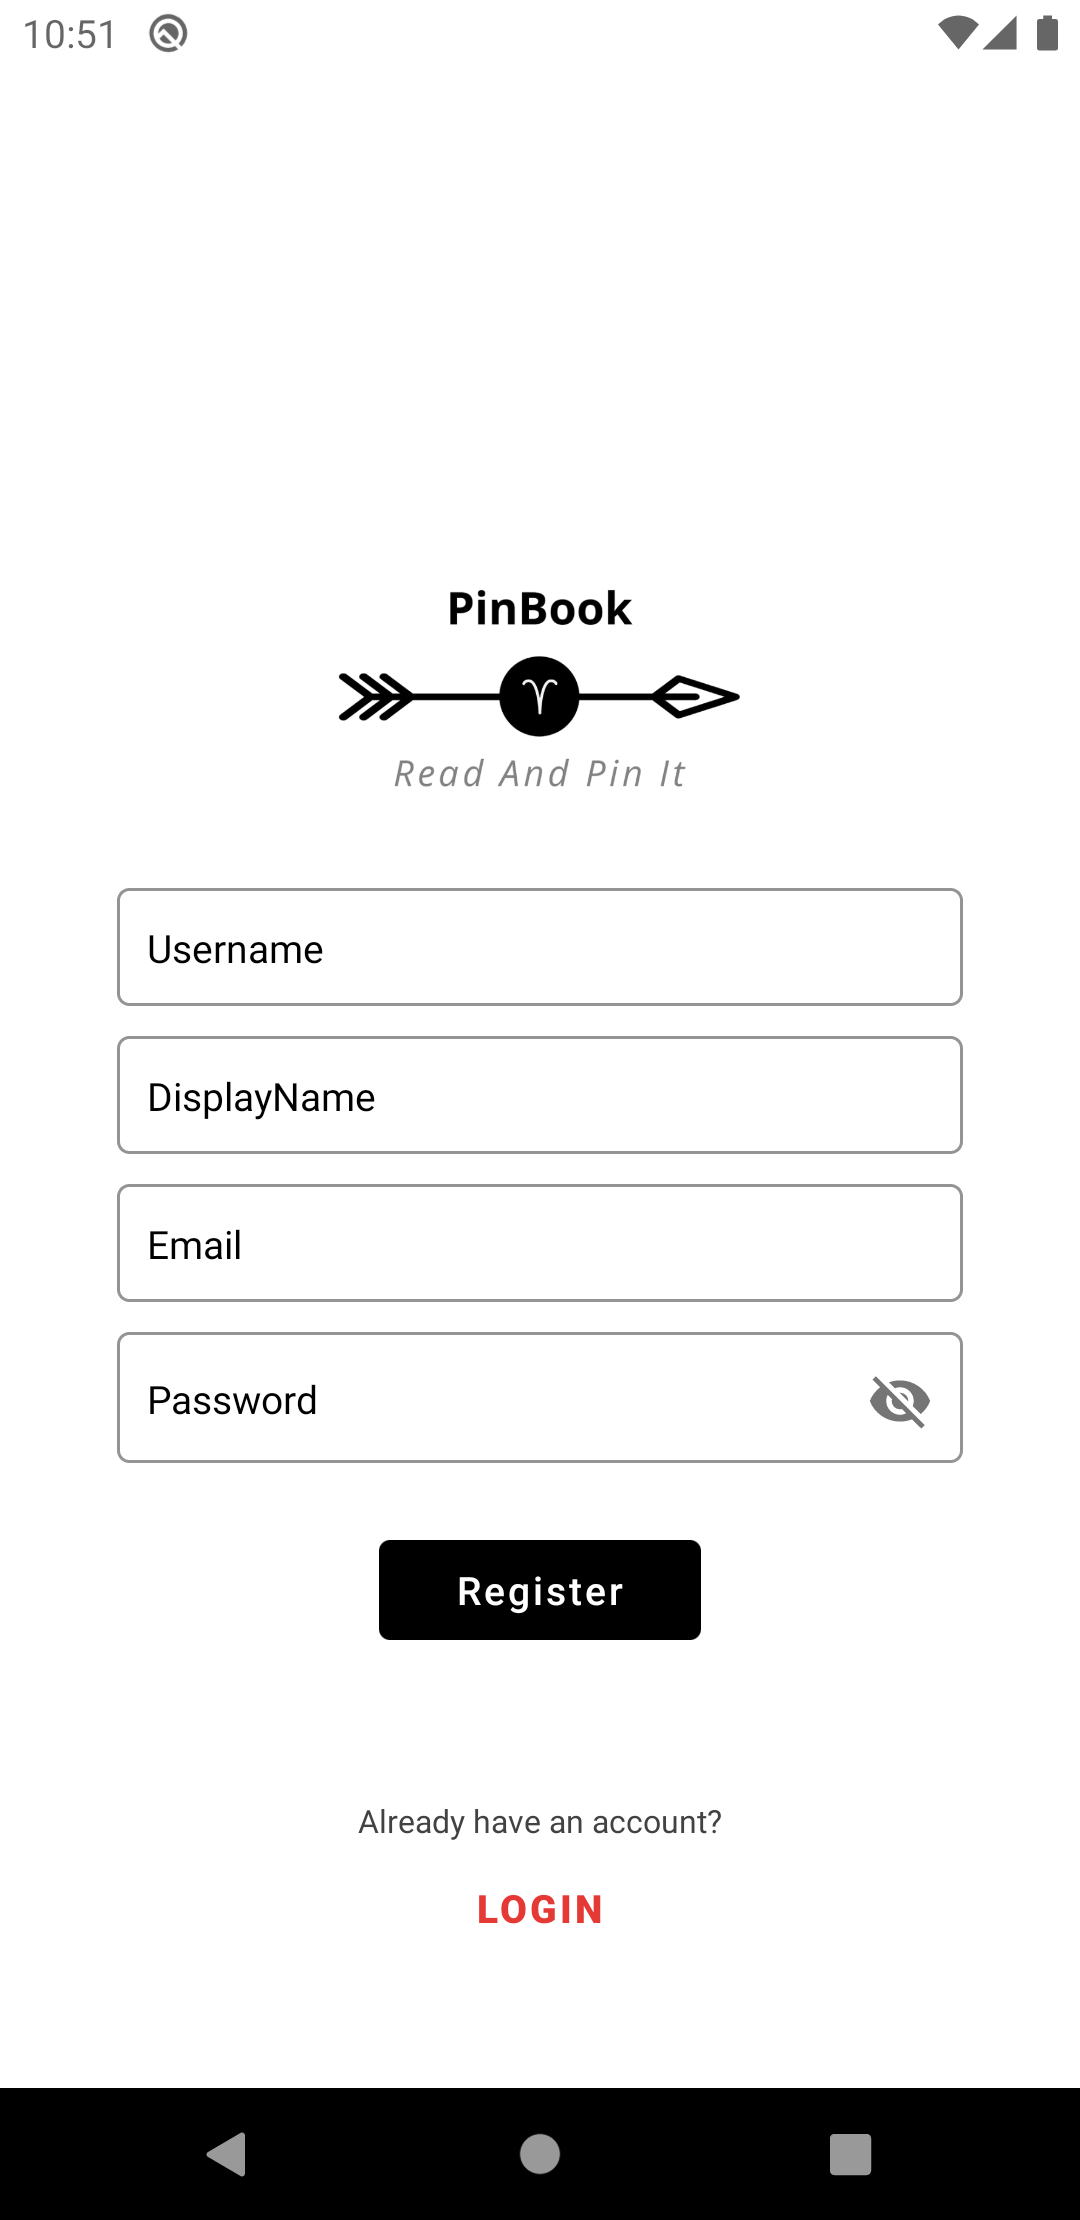 10:51
PinBook
Read And Pin It
Username
DisplayName
Email
Password
Register
Already have an account?
LOGIN